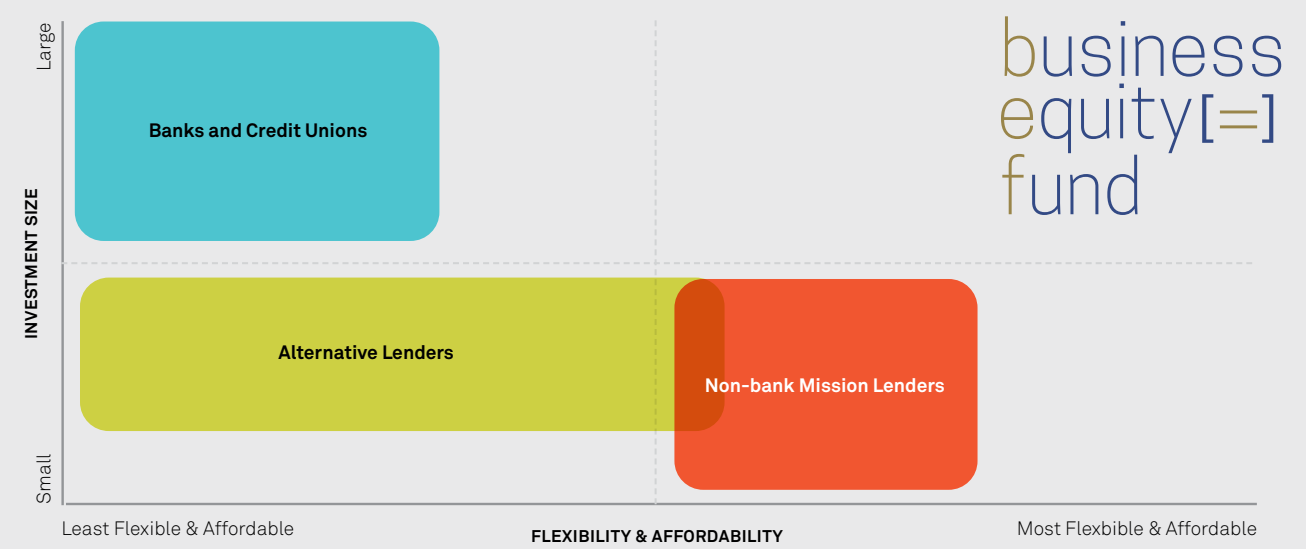 Large
Banks and Credit Unions
business
equity[=]
fund
INVESTMENT SIZE
Alternative Lenders
Non-bank Mission Lenders
Small
Least Flexible & Affordable
FLEXIBILITY & AFFORDABILITY
Most Flexbible & Affordable